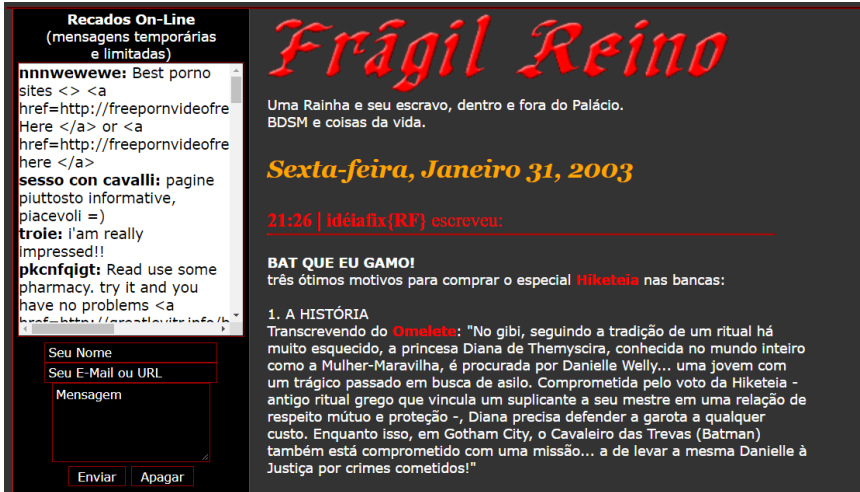 Recados On-Line
(mensagens temporárias
e limitadas)
nnnwewewe: Best porno
sites <> <a
href=http://freepornvideofre
Here </a> or <a
href=http://freepornvideofre
here </a>
sesso con cavalli: pagine
piuttosto informative,
piacevoli =)
troie: i'am really
impressed!!
pkcnfqigt: Read use some
pharmacy. try it and you
have no problems <a
Seu Nome
Seu E-Mail ou URL
Mensagem
Enviar Apagar
Frágil Reino
Uma Rainha e seu escravo, dentro e fora do Palácio.
BDSM e coisas da vida.
Sexta-feira, Janeiro 31, 2003
21:26 | idéiafix{RF} escreveu:
BAT QUE EU GAMO!
três ótimos motivos para comprar o especial Hiketeia nas bancas:
1. A HISTÓRIA
Transcrevendo do Omelete: "No gibi, seguindo a tradição de um ritual há
muito esquecido, a princesa Diana de Themyscira, conhecida no mundo inteiro
como a Mulher-Maravilha, é procurada por Danielle Welly... uma jovem com
um trágico passado em busca de asilo. Comprometida pelo voto da Hiketeia -
antigo ritual grego que vincula um suplicante a seu mestre em uma relação de
respeito mútuo e proteção -, Diana precisa defender a garota a qualquer
custo. Enquanto isso, em Gotham City, o Cavaleiro das Trevas (Batman)
também está comprometido com uma missão... a de levar a mesma Danielle à
Justiça por crimes cometidos!"